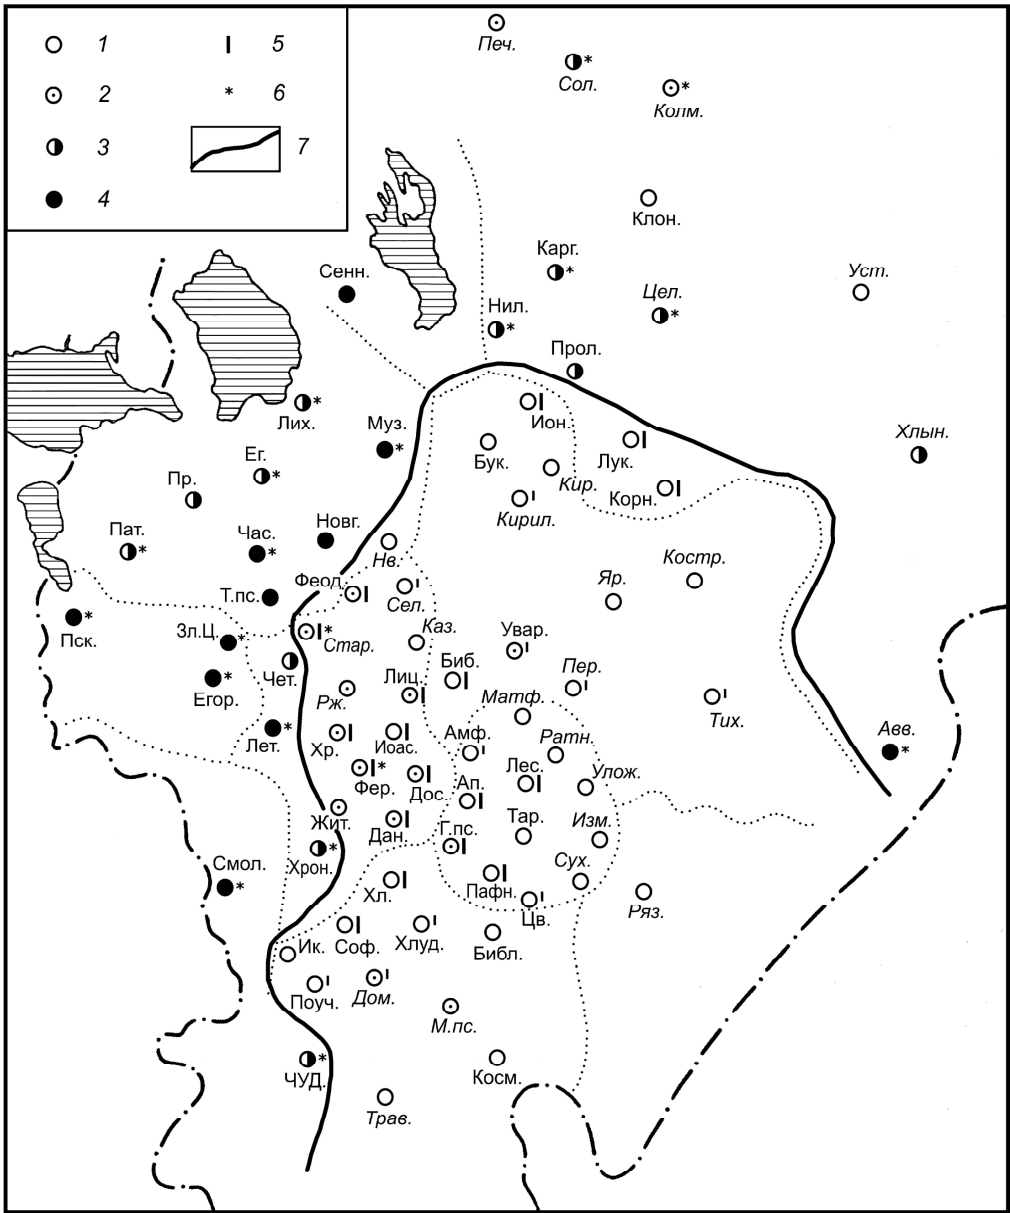 1 5
2 6
3 7
4
Печ.
Сол. *
Колм. *
Клон.
Карг. *
Уст.
Сенн.
Цел. *
Нил. *
Прол.
Лих. *
Ион.
Муз. *
Бук.
Лук.
Хлын.
Ег. *
Кир.
Пр.
Корн.
Кирил.
Пат. *
Час. *
Новг.
Нв.
Костр.
Феод.
Яр.
Т.пс.
Сел.
Пск. *
Зл.Ц. *
Стар. *
Каз.
Увар.
Чет.
Егор. *
Биб.
Пер.
Рж.
Лиц.
Матф.
Тих.
Лет. *
Хр.
Иоас.
Амф.
Ратн.
Авв. *
Фер. *
Дос.
Ап.
Лес.
Улож.
Жит.
Дан.
Г.пс.
Тар.
Изм.
Хрон. *
Сух.
Смол. *
Хл.
Пафн.
Цв.
Ряз.
Ик.
Соф.
Хлуд.
Библ.
Поуч.
Дом.
М.пс.
ЧУД. *
Косм.
Трав.